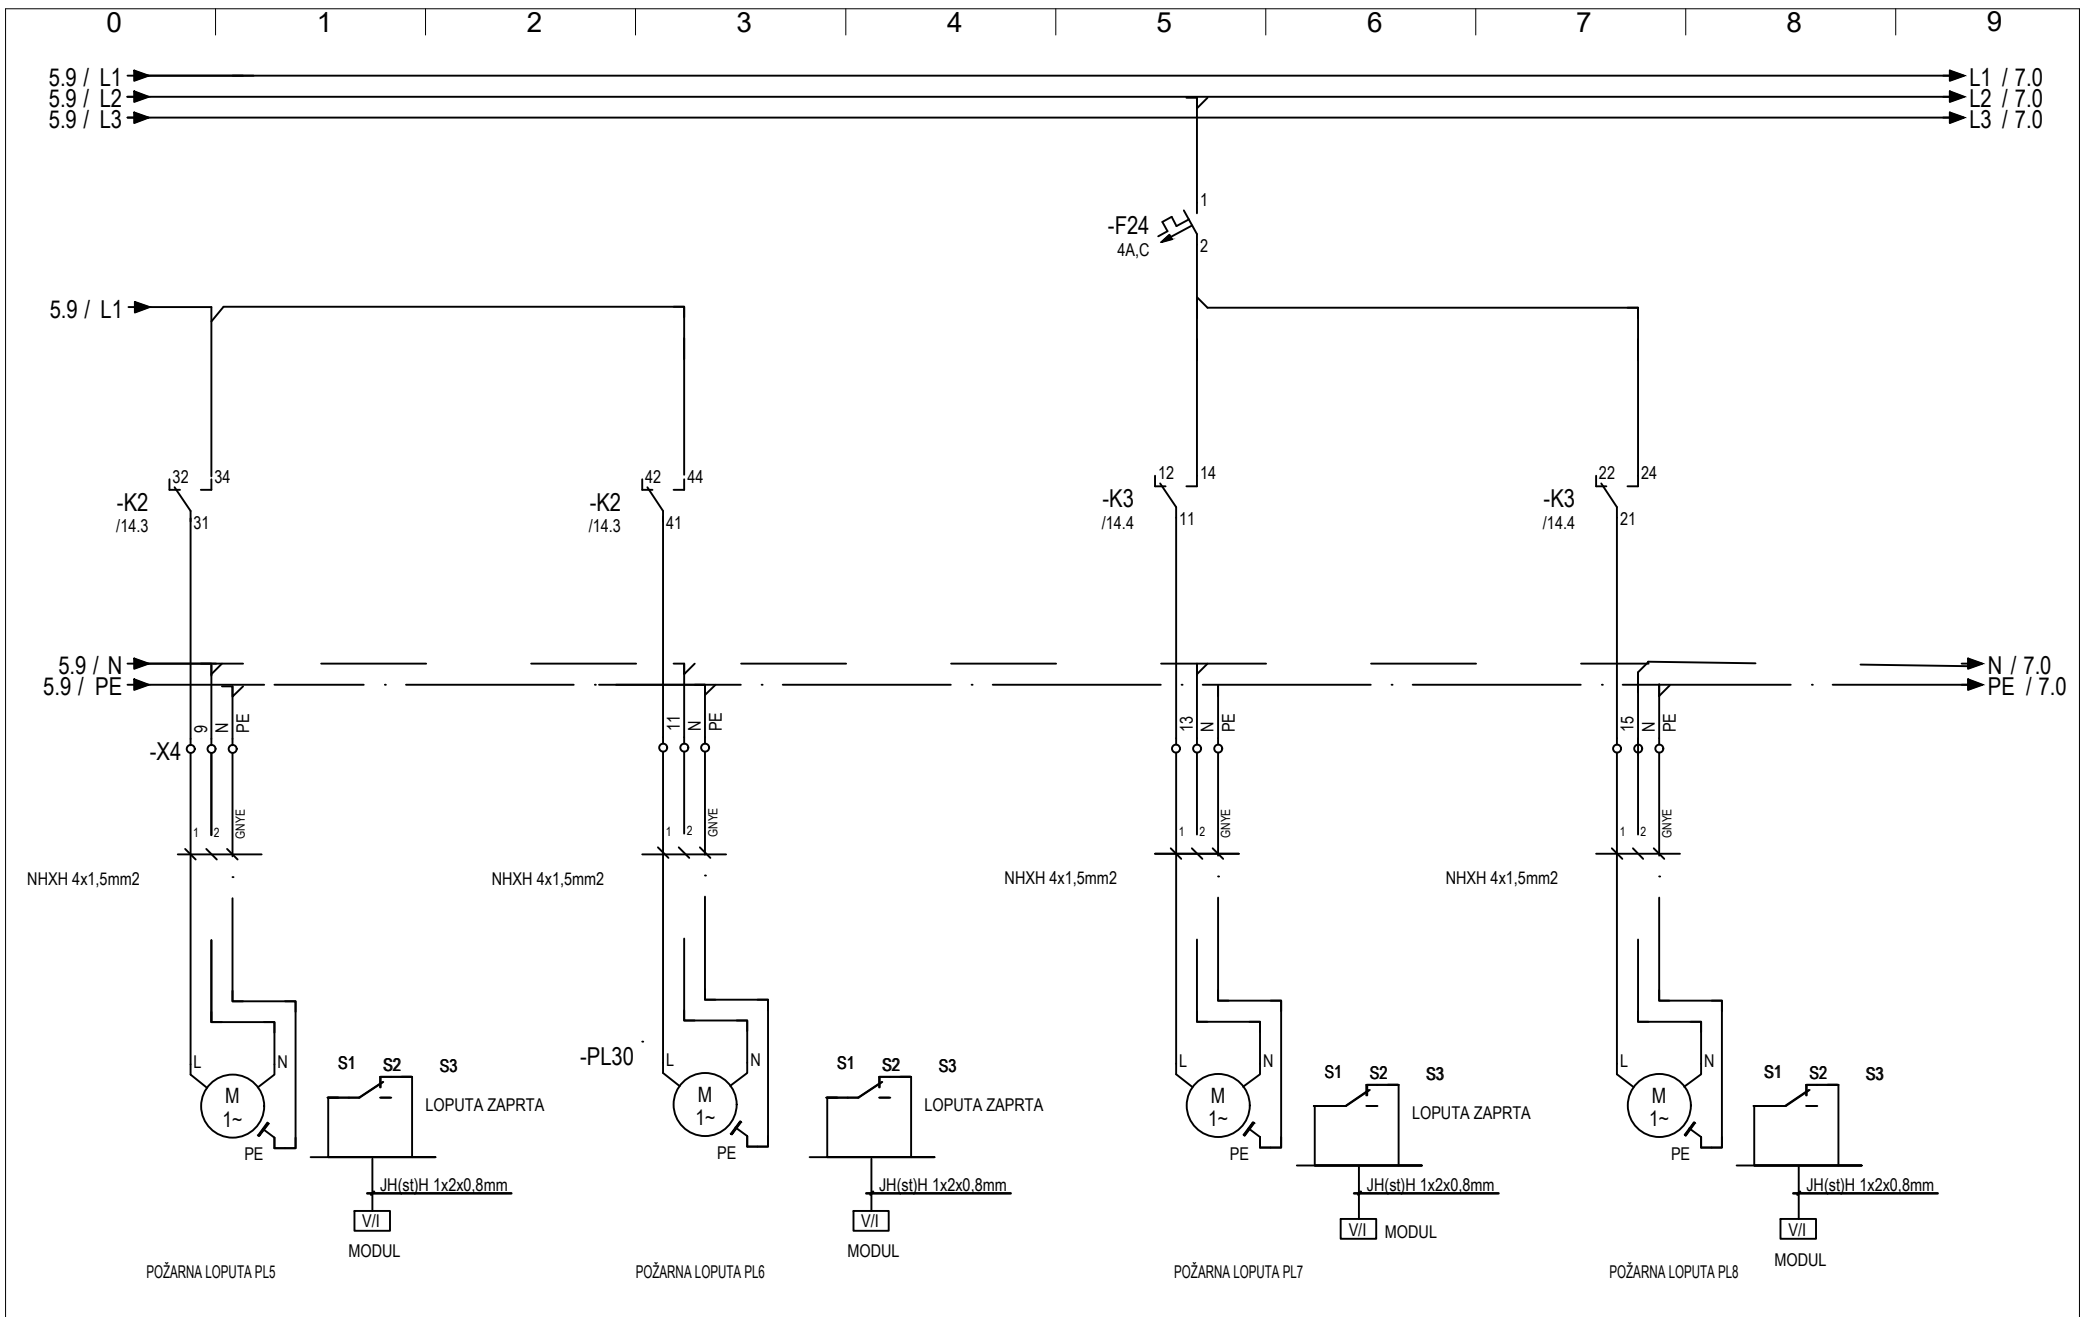 0 1 2 3 4 5 6 7 8 9
5.9 / L1 L1 / 7.0
5.9 / L2 L2 / 7.0
5.9 / L3 L3 / 7.0
1
-F24
4A,C
2
5.9 / L1
32 34 42 44 12 14 22 24
-K2 -K2 -K3 -K3
/14.3 31 /14.3 41 /14.4 11 /14.4 21
5.9 / N N / 7.0
5.9 / PE PE / 7.0
9 N PE 11 N PE 13 N PE 15 N PE
-X4
1 2 GNYE 1 2 GNYE 1 2 GNYE 1 2 GNYE
NHXH 4x1,5mm2 NHXH 4x1,5mm2 NHXH 4x1,5mm2 NHXH 4x1,5mm2
-PL30
L N L N L N L N
S1 S2 S3 S1 S2 S3 S1 S2 S3 S1 S2 S3
M M M M
1~ 1~ 1~ 1~
LOPUTA ZAPRTA LOPUTA ZAPRTA LOPUTA ZAPRTA
PE PE PE PE
JH(st)H 1x2x0,8mm JH(st)H 1x2x0,8mm JH(st)H 1x2x0,8mm JH(st)H 1x2x0,8mm
V/I V/I V/I V/I
MODUL MODUL MODUL MODUL
POŽARNA LOPUTA PL5 POŽARNA LOPUTA PL6 POŽARNA LOPUTA PL7 POŽARNA LOPUTA PL8